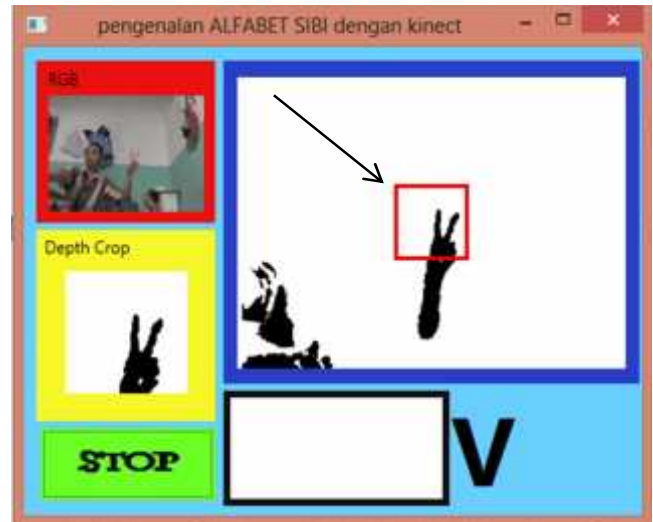 pengenalan ALFABET SIBI dengan kinect
RGB
Depth Crop
STOP
V